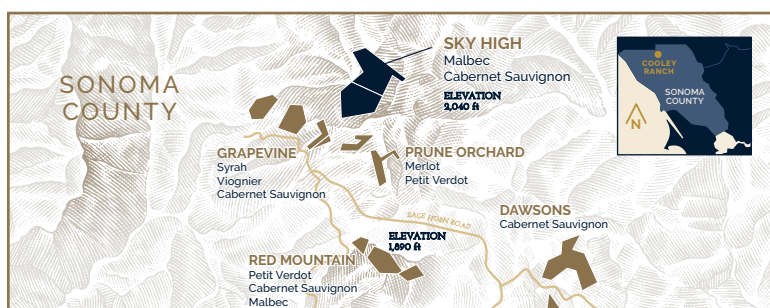 SKY HIGH
Malbec
Cabernet Sauvignon
ELEVATION
2,040 ft
COOLEY
RANCH
SONOMA
COUNTY
N
SONOMA
COUNTY
GRAPEVINE
Syrah
Viognier
Cabernet Sauvignon
PRUNE ORCHARD
Merlot
Petit Verdot
SAGE HORN ROAD
DAWSONS
Cabernet Sauvignon
ELEVATION
1,890 ft
RED MOUNTAIN
Petit Verdot
Cabernet Sauvignon
Malbec